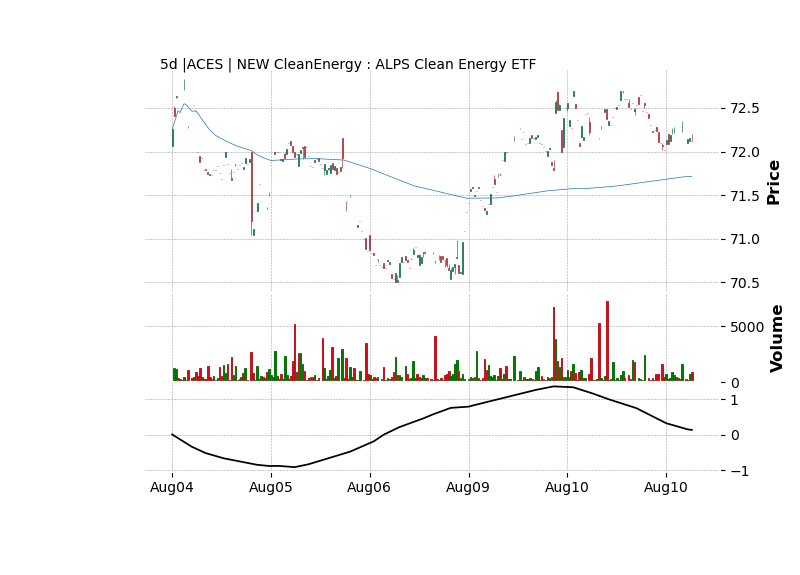 5d |ACES | NEW CleanEnergy : ALPS Clean Energy ETF
72.5
72.0
71.5
71.0
70.5
Price
5000
0
Volume
1
0
−1
Aug04 Aug05 Aug06 Aug09 Aug10 Aug10